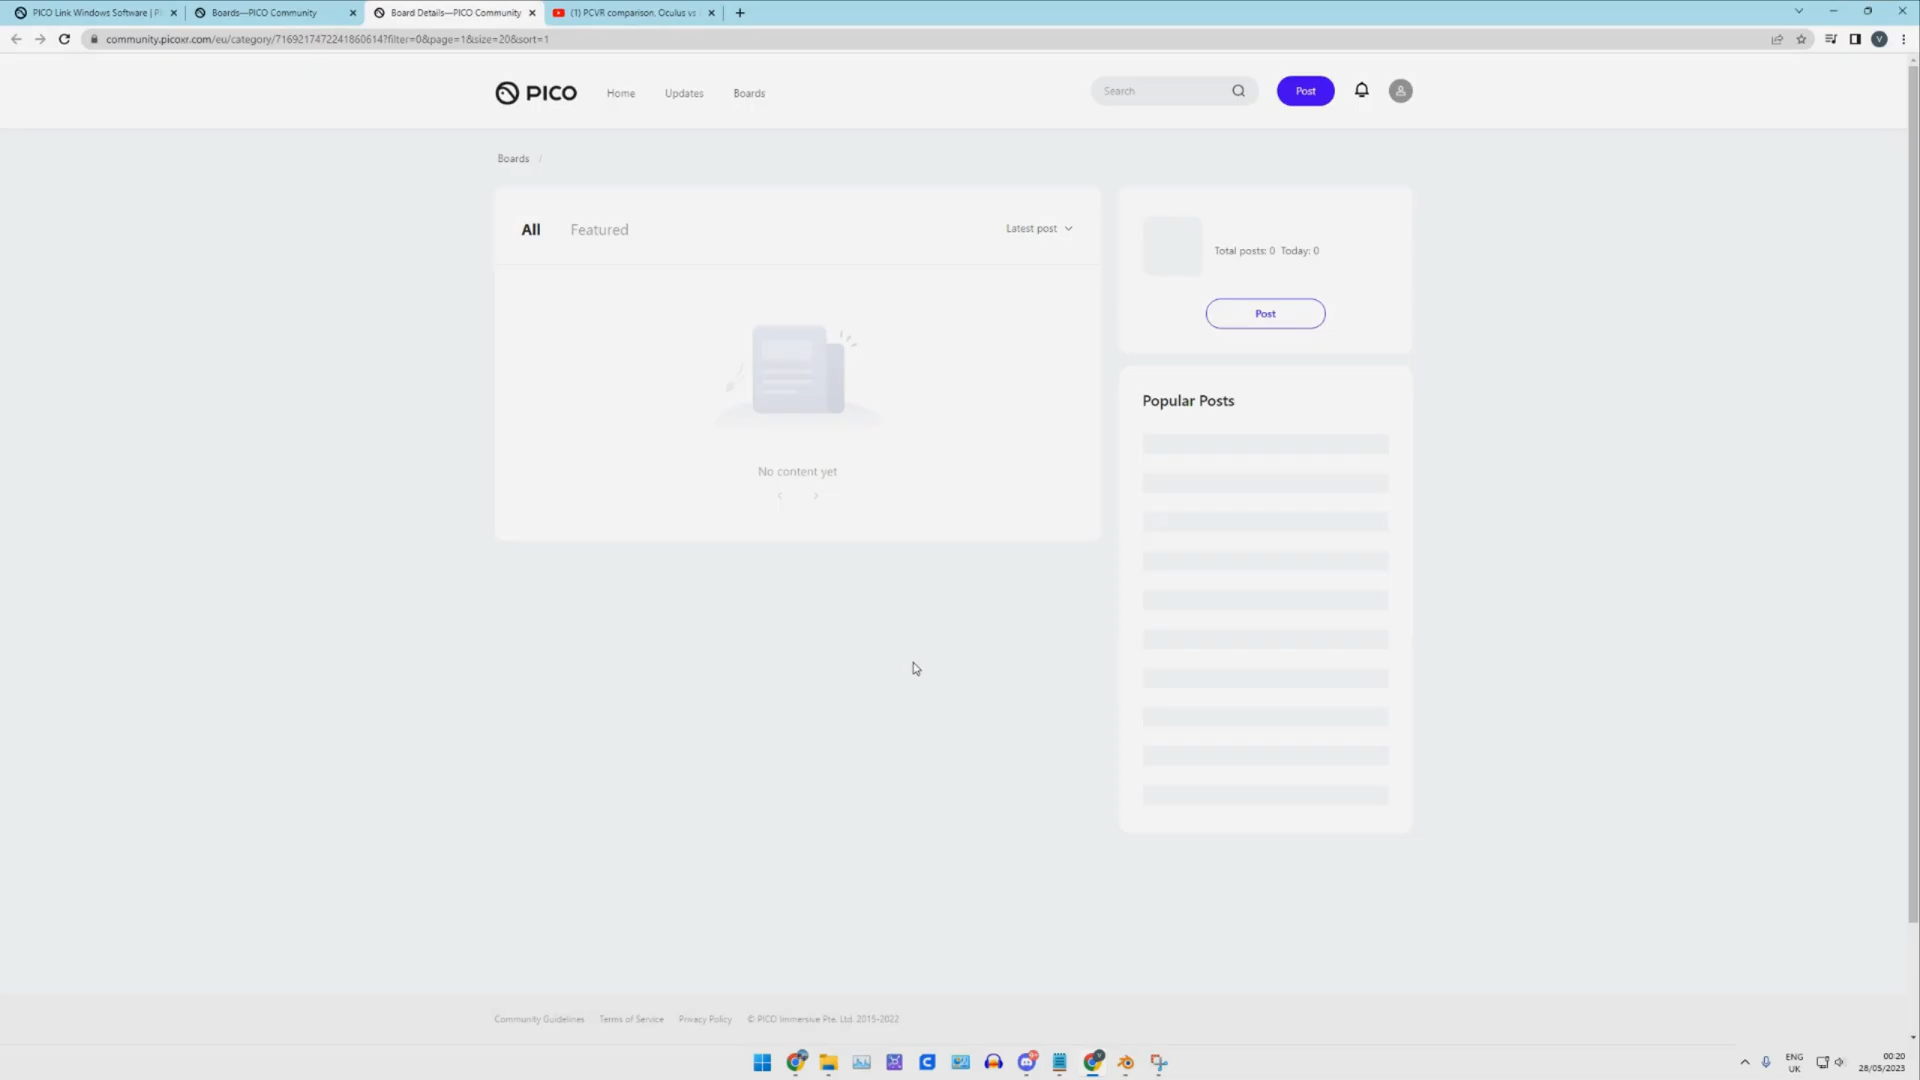 PICO Link Windows Software | P
Boards—PICO Community
Board Details—PICO Community
(1) PCVR comparison, Oculus vs
community.picoxr.com/eu/category/7169217472241860614?filter=0&page=1&size=20&sort=1
V
PICO
Home
Updates
Boards
Search
Post
Boards /
All
Featured
Latest post
Total posts: 0 Today: 0
Post
No content yet
Popular Posts
Community Guidelines
Terms of Service
Privacy Policy
© PICO Immersive Pte. Ltd. 2015-2022
ENG
UK
00:20
28/05/2023